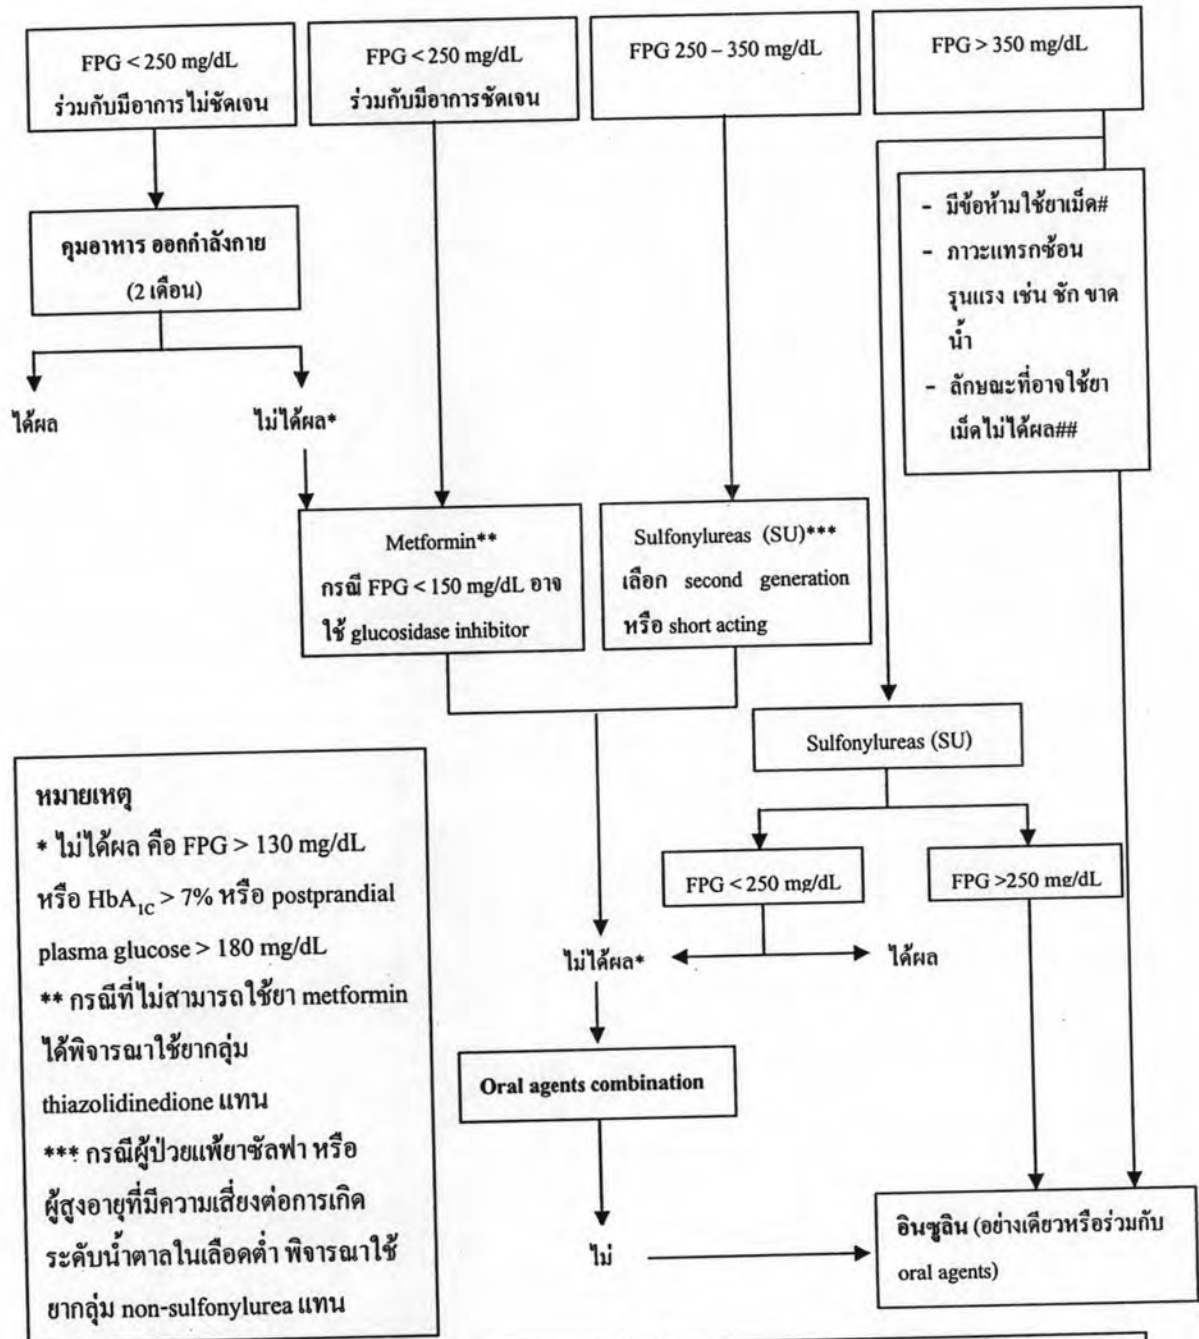 FPG < 250 mg/dL
ร่วมกับมีอาการไม่ชัดเจน
FPG < 250 mg/dL
ร่วมกับมีอาการชัดเจน
FPG 250 – 350 mg/dL
FPG > 350 mg/dL
คุมอาหาร ออกกำลังกาย
(2 เดือน)
- มีข้อห้ามใช้ยาเม็ด#
- ภาวะแทรกซ้อน
รุนแรง เช่น ชัก ขาด
น้ำ
- ลักษณะที่อาจใช้ยา
เม็ดไม่ได้ผล##
ได้ผล
ไม่ได้ผล*
Metformin**
กรณี FPG < 150 mg/dL อาจ
ใช้ glucosidase inhibitor
Sulfonylureas (SU)***
เลือก second generation
หรือ short acting
Sulfonylureas (SU)
FPG < 250 mg/dL
FPG >250 mg/dL
ไม่ได้ผล*
ได้ผล
Oral agents combination
ไม่
อินซูลิน (อย่างเดียวหรือร่วมกับ
oral agents)
หมายเหตุ
* ไม่ได้ผล คือ FPG > 130 mg/dL
หรือ HbA1C > 7% หรือ postprandial
plasma glucose > 180 mg/dL
** กรณีที่ไม่สามารถใช้ยา metformin
ได้พิจารณาใช้ยากลุ่ม
thiazolidinedione แทน
*** กรณีผู้ป่วยแพ้ยาซัลฟา หรือ
ผู้สูงอายุที่มีความเสี่ยงต่อการเกิด
ระดับน้ำตาลในเลือดต่ำ พิจารณาใช้
ยากลุ่ม non-sulfonylurea แทน